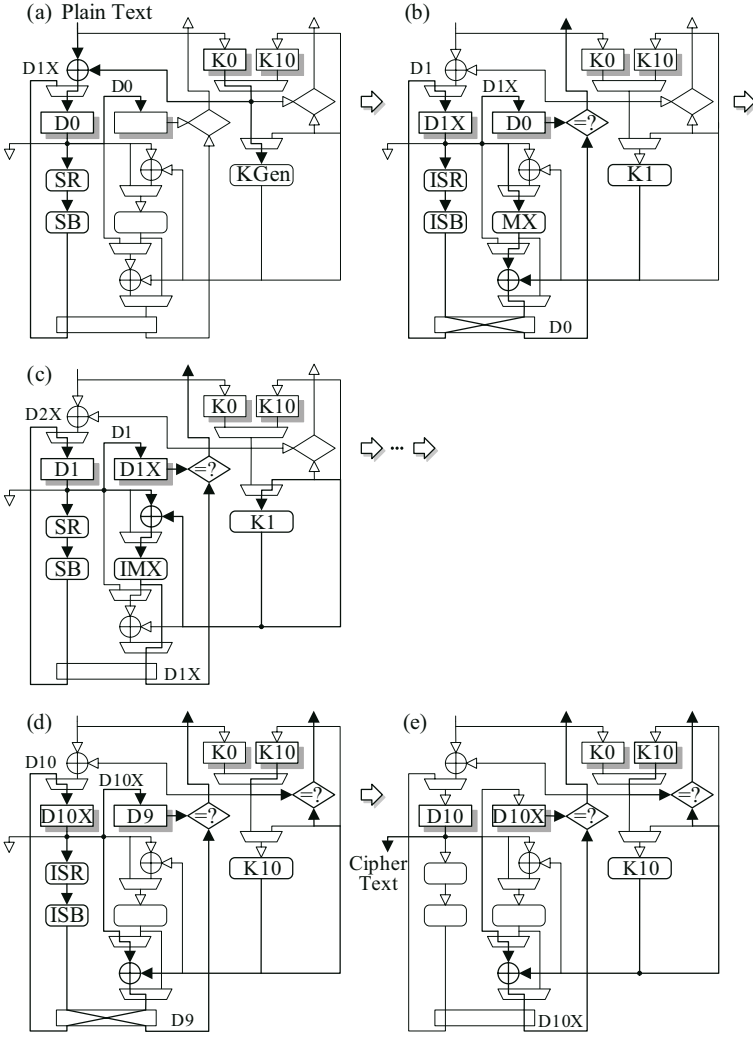 (a) Plain Text
K0 K10
D1X
D0
D0
SR
KGen
SB
(b)
K0 K10
D1
D1X
D1X
D0
=?
ISR
K1
ISB
MX
D0
(c)
K0 K10
D2X
D1
D1
D1X
=?
SR
K1
SB
IMX
D1X
...
(d)
K0 K10
D10
D10X
=?
D10X
D9
=?
ISR
K10
ISB
D9
(e)
K0 K10
=?
D10
D10X
=?
Cipher
Text
K10
D10X